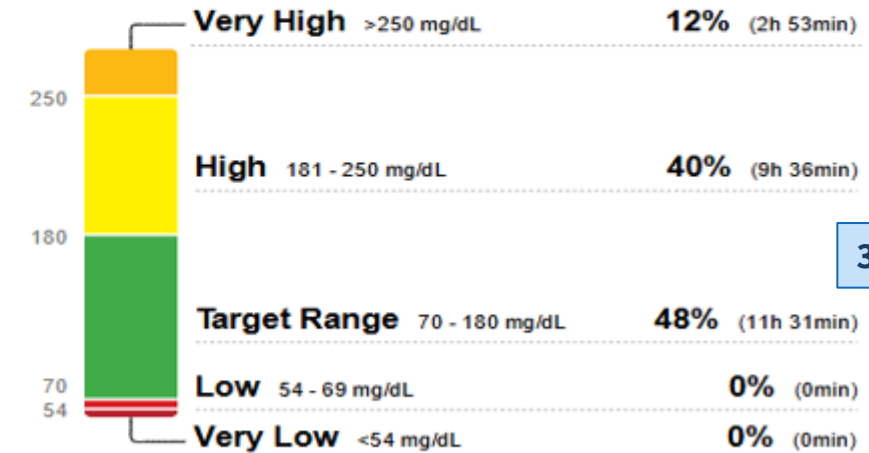 Very High >250 mg/dL 12% (2h 53min)
250
High 181 - 250 mg/dL 40% (9h 36min)
180
3
Target Range 70 - 180 mg/dL 48% (11h 31min)
70
Low 54 - 69 mg/dL 0% (0min)
54
Very Low <54 mg/dL 0% (0min)